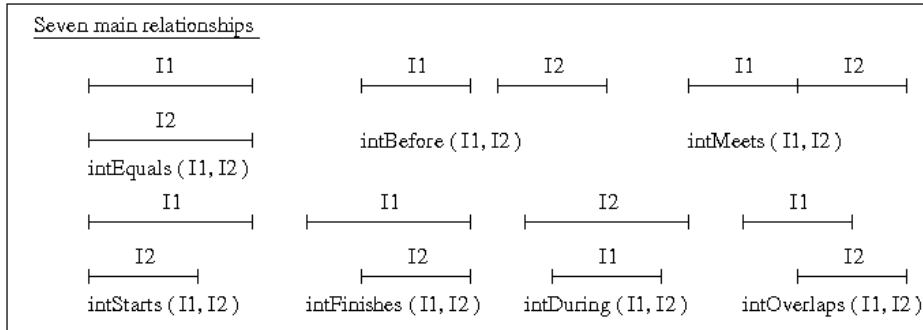 Seven main relationships
I1 I1 I2 I1 I2
I2
intBefore ( I1, I2 ) intMeets ( I1, I2 )
intEquals ( I1, I2 )
I1 I1 I2 I1
I2 I2 I1 I2
intStarts ( I1, I2 ) intFinishes ( I1, I2 ) intDuring ( I1, I2 ) intOverlaps ( I1, I2 )